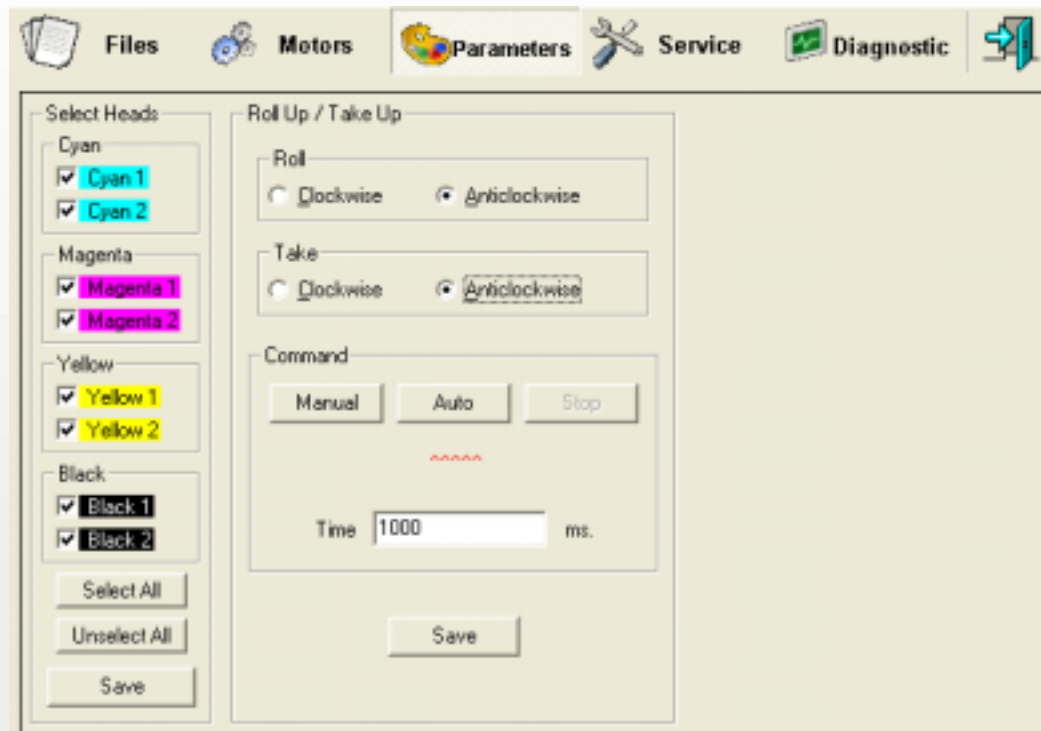 Files Motors Parameters Service Diagnostic
Select Heads
Cyan
Cyan 1
Cyan 2
Magenta
Magenta 1
Magenta 2
Yellow
Yellow 1
Yellow 2
Black
Black 1
Black 2
Select All
Unselect All
Save
Roll Up / Take Up
Roll
Clockwise Anticlockwise
Take
Clockwise Anticlockwise
Command
Manual Auto Stop
Time 1000 ms.
Save